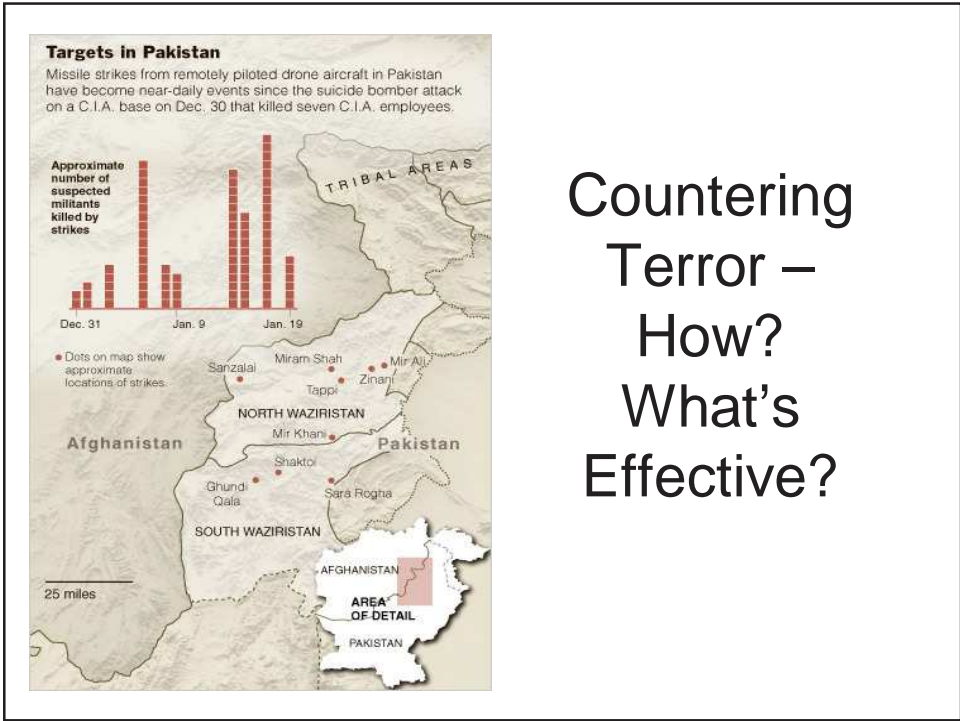 Targets in Pakistan
Missile strikes from remotely piloted drone aircraft in Pakistan
have become near-daily events since the suicide bomber attack
on a C.I.A. base on Dec. 30 that killed seven C.I.A. employees.
Approximate
number of
suspected
militants
killed by
strikes
Dec. 31
Jan. 9
Jan. 19
Dots on map show
approximate
locations of strikes.
TRIBAL AREAS
Sanzalai
Miram Shah
Mir Ali
Zinani
Tappi
NORTH WAZIRISTAN
Mir Khani
Afghanistan
Pakistan
Shaktoi
Ghundi
Qala
Sara Rogha
SOUTH WAZIRISTAN
25 miles
AFGHANISTAN
AREA
OF DETAIL
PAKISTAN
Countering
Terror –
How?
What’s
Effective?